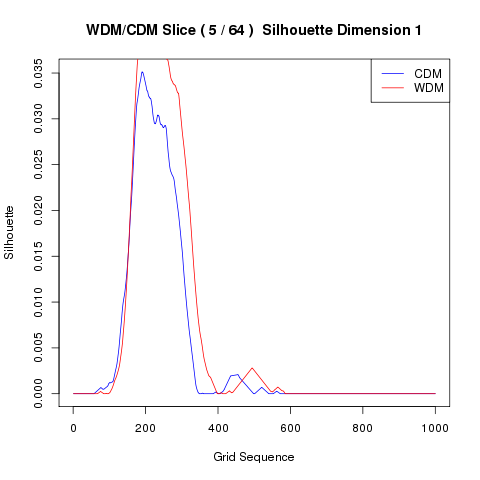 WDM/CDM Slice ( 5 / 64 )  Silhouette Dimension 1
CDM
WDM
Silhouette
0.035
0.030
0.025
0.020
0.015
0.010
0.005
0.000
0 200 400 600 800 1000
Grid Sequence